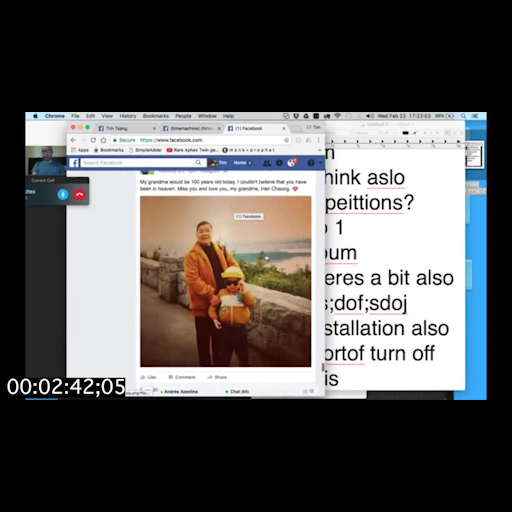 Chrome File Edit View History Bookmarks People Window Help
Wed Feb 22 17:22:53
Tim Tsang
(1) Facebook
Tim
Secure https://www.facebook.com
Apps Bookmarks SimpleAdder Rare Aphex Twin monk+prophet
Search Facebook
Tim Home
Current Call
My grandma would be 100 years old today. I couldn't believe that you have
been in heaven. Miss you and love you, my grandma, Han Cheung
(1) Facebook
Like Comment Share
Chat (64)
hink aslo
peittions?
1
oum
eres a bit also
s;dof;sdoj
stallation also
ortof turn off
is
00:02:42;05